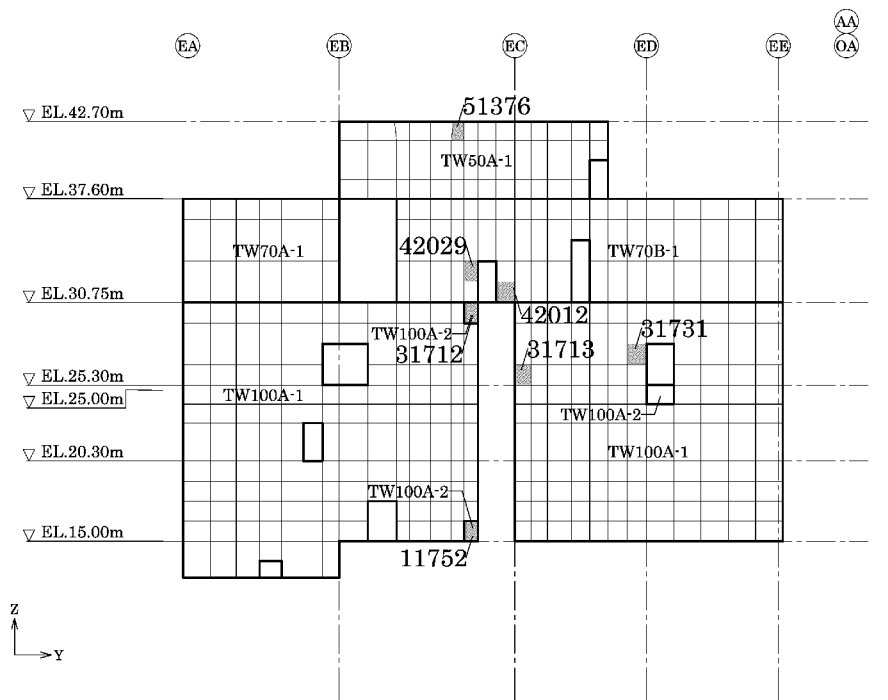 AA
EA EB EC ED EE OA
EL.42.70m
51376
TW50A-1
EL.37.60m
TW70A-1
42029
TW70B-1
EL.30.75m
42012
TW100A-2
31712
31713
31731
EL.25.30m
TW100A-1
EL.25.00m
TW100A-2
EL.20.30m
TW100A-1
TW100A-2
EL.15.00m
11752
Z
Y